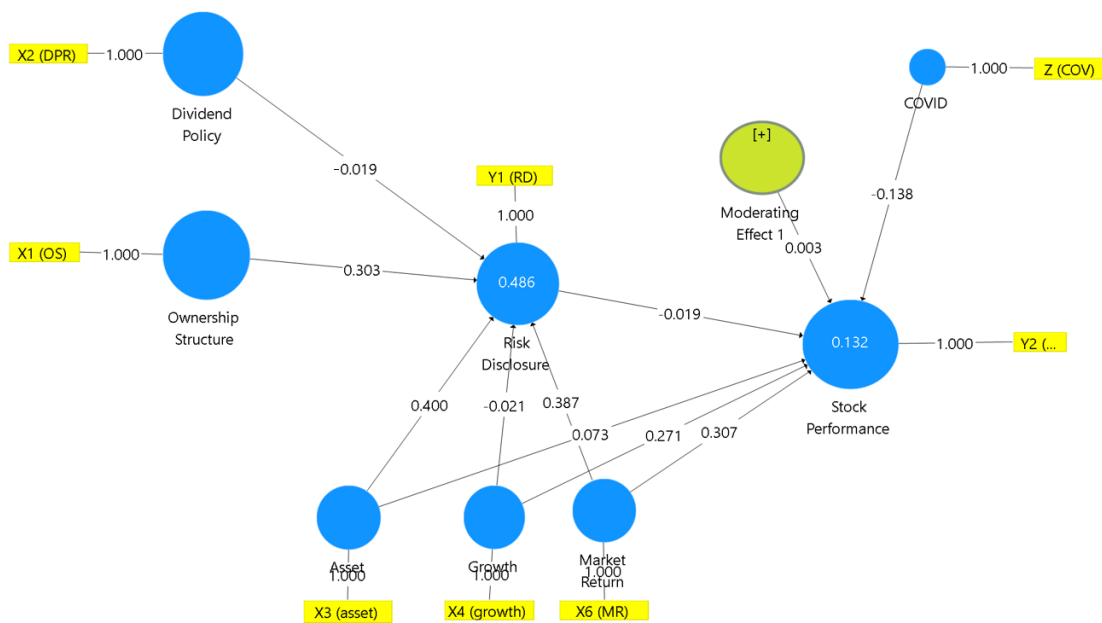 X2 (DPR)
1.000
Dividend
Policy
-0.019
X1 (OS)
1.000
Ownership
Structure
0.303
Y1 (RD)
1.000
0.486
Risk
Disclosure
[+]
Moderating
Effect 1
0.003
1.000
Z (COV)
COVID
-0.138
-0.019
0.132
1.000
Y2 (...
Stock
Performance
0.400
-0.021
0.387
0.073
0.271
0.307
Asset
1.000
X3 (asset)
Growth
1.000
X4 (growth)
Market
Return
1.000
X6 (MR)